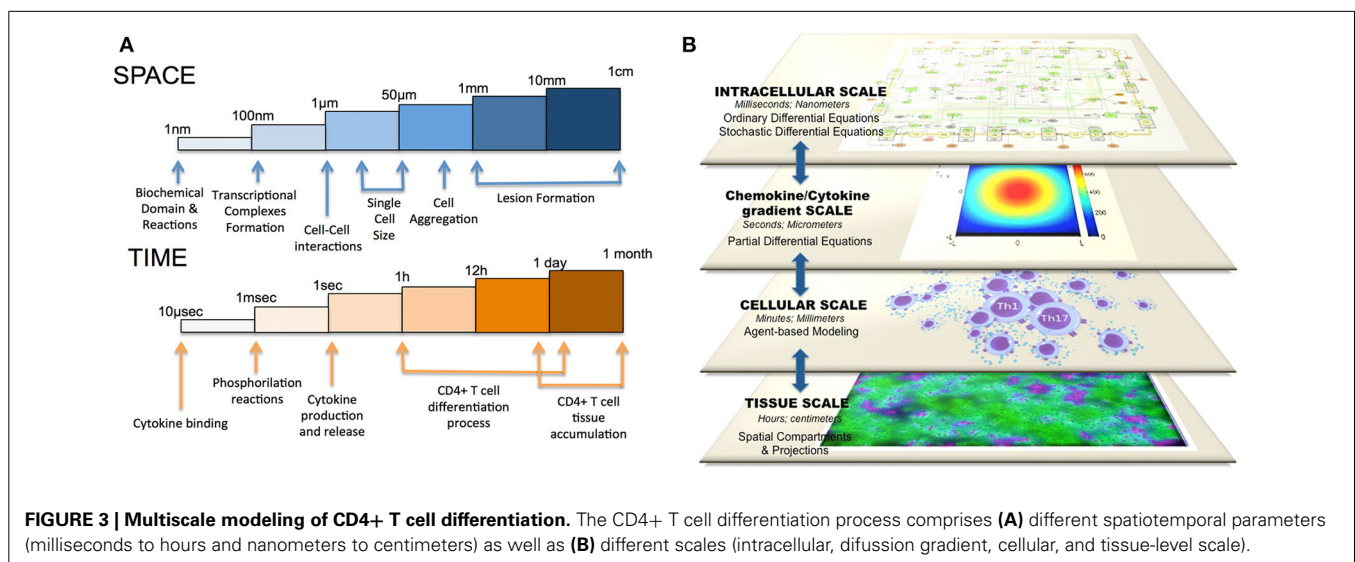 A
SPACE
1nm
100nm
1μm
50μm
1mm
10mm
1cm
Biochemical
Domain &
Reactions
Transcriptional
Complexes
Formation
Cell-Cell
interactions
Single
Cell
Size
Cell
Aggregation
Lesion Formation
TIME
10μsec
1msec
1sec
1h
12h
1 day
1 month
Cytokine binding
Phosphorilation
reactions
Cytokine
production
and release
CD4+ T cell
differentiation
process
CD4+ T cell
tissue
accumulation
B
INTRACELLULAR SCALE
Milliseconds; Nanometers
Ordinary Differential Equations
Stochastic Differential Equations
Chemokine/Cytokine
gradient SCALE
Seconds; Micrometers
Partial Differential Equations
400
200
0
-L
0
L
CELLULAR SCALE
Minutes; Millimeters
Agent-based Modeling
Th1
Th17
TISSUE SCALE
Hours; centimeters
Spatial Compartments
& Projections
FIGURE 3 | Multiscale modeling of CD4+ T cell differentiation. The CD4+ T cell differentiation process comprises (A) different spatiotemporal parameters
(milliseconds to hours and nanometers to centimeters) as well as (B) different scales (intracellular, difussion gradient, cellular, and tissue-level scale).